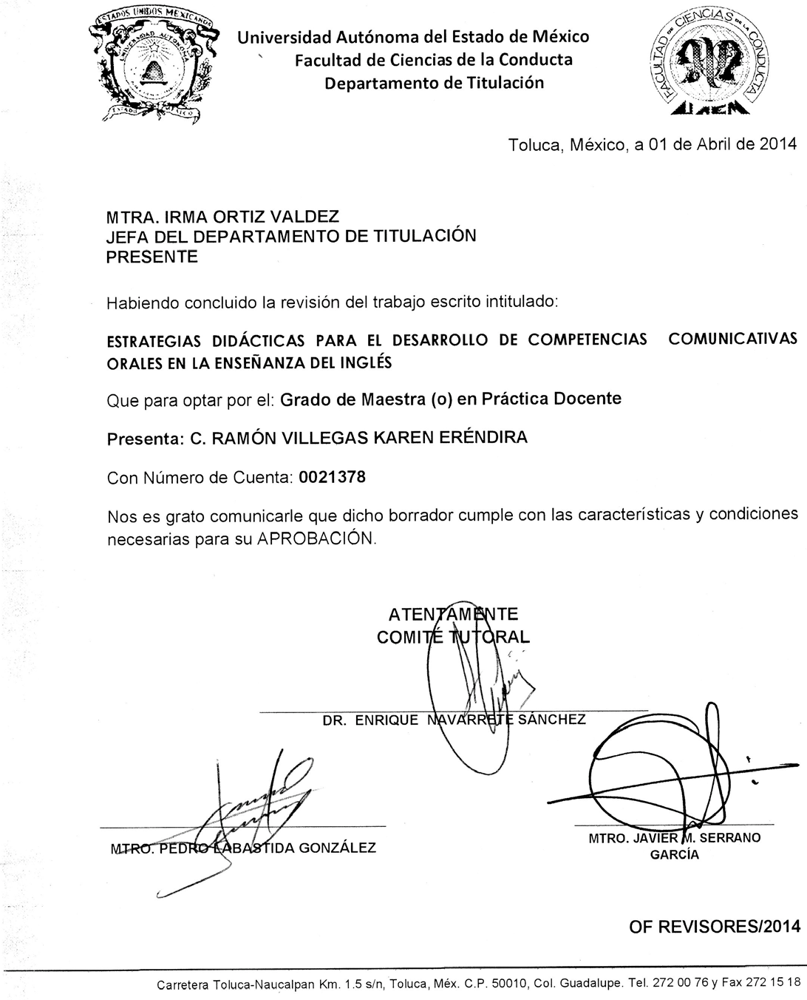 ESTADOS UNIDOS MEXICANOS
UNIVERSIDAD AUTONOMA
ESTADO MEXICO
Universidad Autónoma del Estado de México
Facultad de Ciencias de la Conducta
Departamento de Titulación
FACULTAD DE CIENCIAS DE LA CONDUCTA
UAEM
Toluca, México, a 01 de Abril de 2014
MTRA. IRMA ORTIZ VALDEZ
JEFA DEL DEPARTAMENTO DE TITULACIÓN
PRESENTE
Habiendo concluido la revisión del trabajo escrito intitulado:
ESTRATEGIAS DIDÁCTICAS PARA EL DESARROLLO DE COMPETENCIAS COMUNICATIVAS
ORALES EN LA ENSEÑANZA DEL INGLÉS
Que para optar por el: Grado de Maestra (o) en Práctica Docente
Presenta: C. RAMÓN VILLEGAS KAREN ERÉNDIRA
Con Número de Cuenta: 0021378
Nos es grato comunicarle que dicho borrador cumple con las características y condiciones
necesarias para su APROBACIÓN.
ATENTAMENTE
COMITÉ TUTORAL
DR. ENRIQUE NAVARRETE SÁNCHEZ
MTRO. PEDRO LABASTIDA GONZÁLEZ
MTRO. JAVIER M. SERRANO
GARCÍA
OF REVISORES/2014
Carretera Toluca-Naucalpan Km. 1.5 s/n, Toluca, Méx. C.P. 50010, Col. Guadalupe. Tel. 272 00 76 y Fax 272 15 18